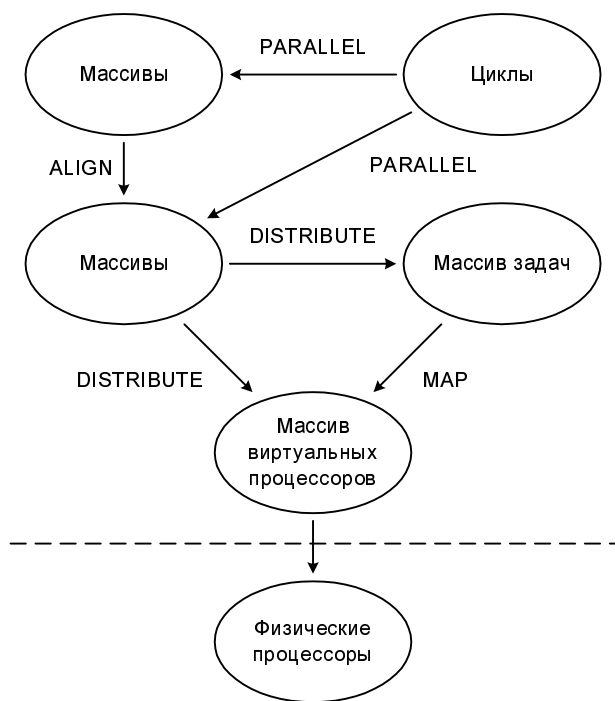 PARALLEL
Массивы
Циклы
ALIGN
PARALLEL
DISTRIBUTE
Массивы
Массив задач
DISTRIBUTE
MAP
Массив
виртуальных
процессоров
Физические
процессоры